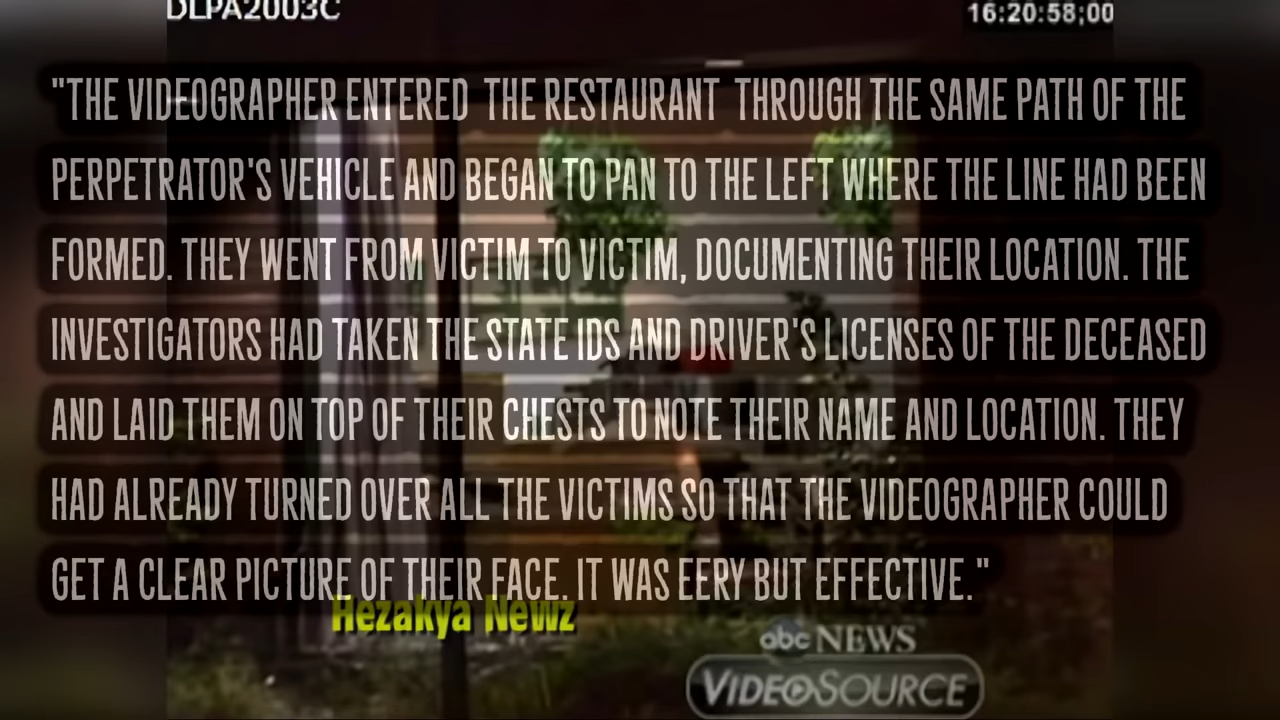 DLPA2003C
16:20:58;00
"THE VIDEOGRAPHER ENTERED THE RESTAURANT THROUGH THE SAME PATH OF THE
PERPETRATOR'S VEHICLE AND BEGAN TO PAN TO THE LEFT WHERE THE LINE HAD BEEN
FORMED. THEY WENT FROM VICTIM TO VICTIM, DOCUMENTING THEIR LOCATION. THE
INVESTIGATORS HAD TAKEN THE STATE IDS AND DRIVER'S LICENSES OF THE DECEASED
AND LAID THEM ON TOP OF THEIR CHESTS TO NOTE THEIR NAME AND LOCATION. THEY
HAD ALREADY TURNED OVER ALL THE VICTIMS SO THAT THE VIDEOGRAPHER COULD
GET A CLEAR PICTURE OF THEIR FACE. IT WAS EERY BUT EFFECTIVE."
Hezakya Newz
abc NEWS
VIDEOSOURCE